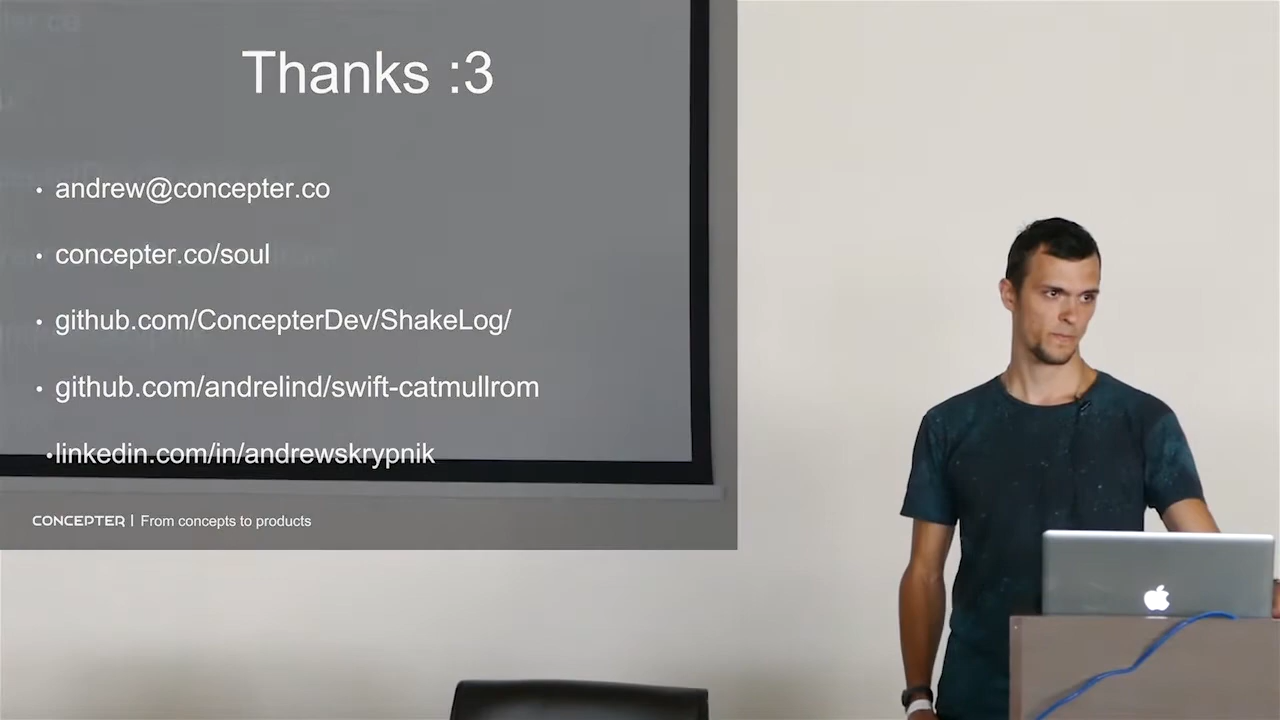 Thanks :3
• andrew@concepter.co
• concepter.co/soul
• github.com/ConcepterDev/ShakeLog/
• github.com/andrelind/swift-catmullrom
• linkedin.com/in/andrewskrypnik
CONCEPTER | From concepts to products